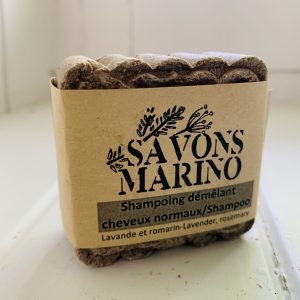 SAVONS
MARINO
Shampoing démêlant
cheveux normaux/Shampoo
Lavande et romarin-Lavender, rosemary